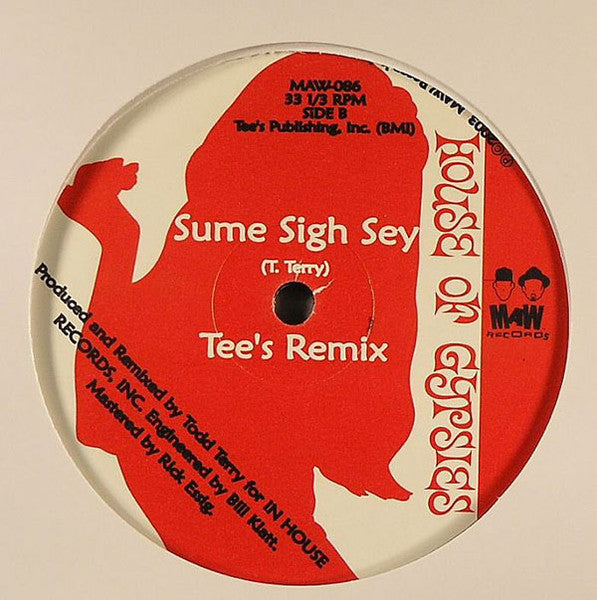 MAW-086
33 1/3 RPM
SIDE B
Tee's Publishing, Inc. (BMI)
Sume Sigh Sey
(T. Terry)
Tee's Remix
Produced and Remixed by Todd Terry for IN HOUSE
RECORDS, INC. Engineered by Bill Klatt.
Mastered by Rick Essig.
HOUSE OF GYPSIES
MAW
RECORDS
℗©2003 MAW